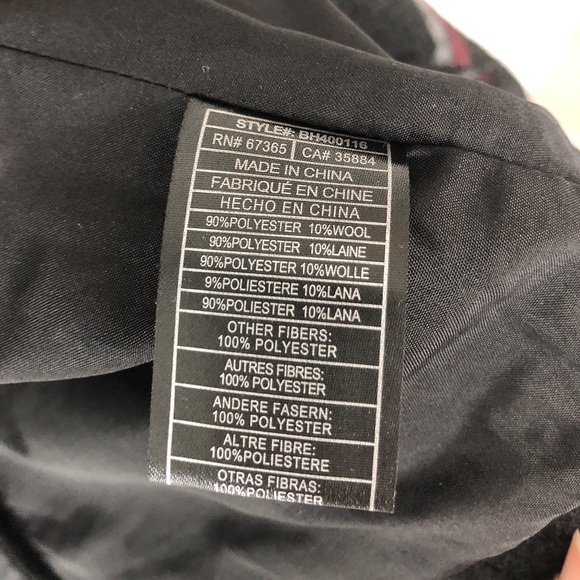 STYLE#: BH400116
RN# 67365 CA# 35884
MADE IN CHINA
FABRIQUÉ EN CHINE
HECHO EN CHINA
90%POLYESTER 10%WOOL
90%POLYESTER 10%LAINE
90%POLYESTER 10%WOLLE
9%POLIESTERE 10%LANA
90%POLIESTER 10%LANA
OTHER FIBERS:
100% POLYESTER
AUTRES FIBRES:
100% POLYESTER
ANDERE FASERN:
100% POLYESTER
ALTRE FIBRE:
100%POLIESTERE
OTRAS FIBRAS:
100%POLIESTER